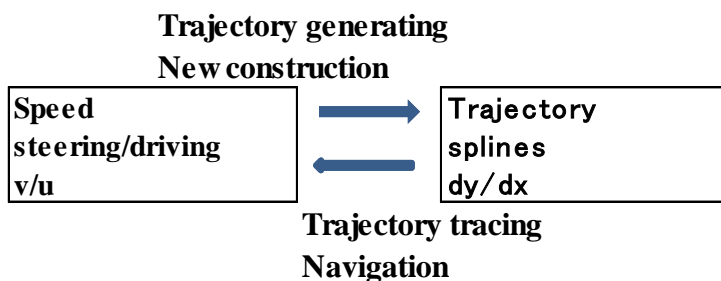 Trajectory generating
New construction
Speed
steering/driving
v/u
Trajectory
splines
dy/dx
Trajectory tracing
Navigation